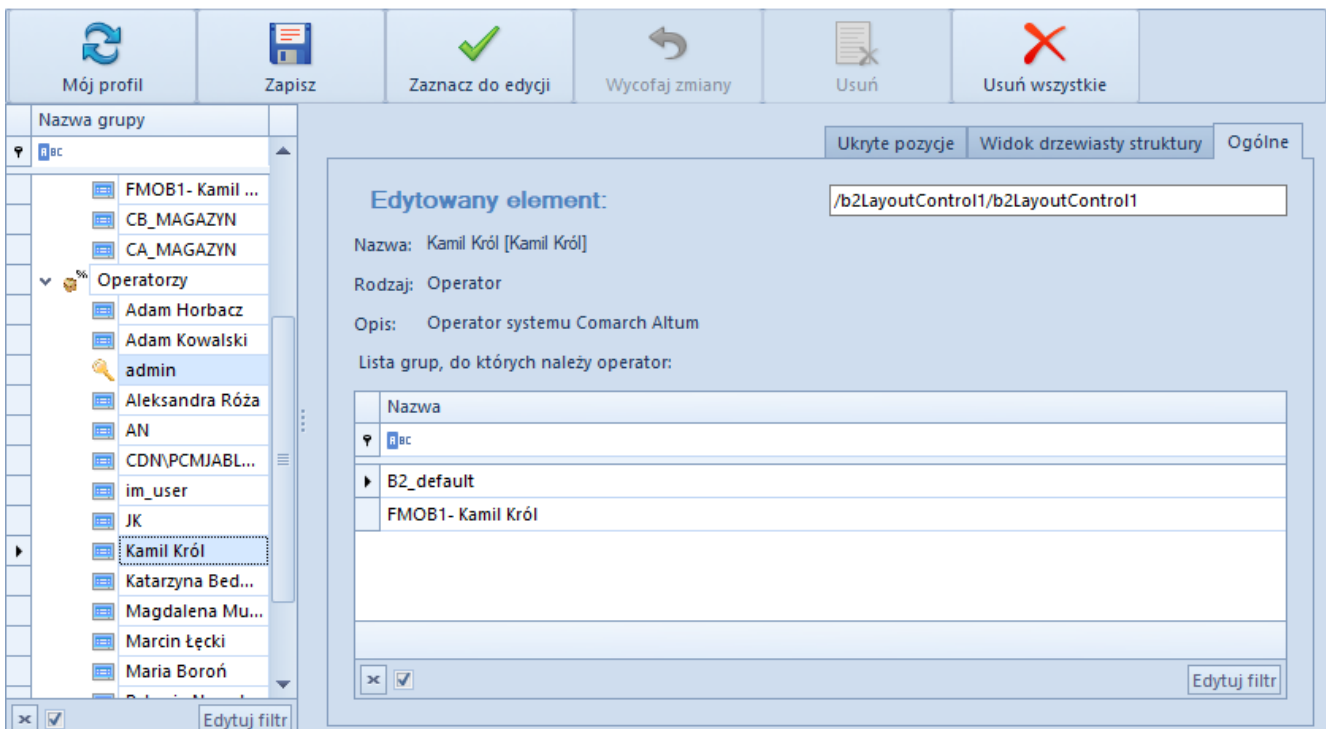 Mój profil
Zapisz
Zaznacz do edycji
Wycofaj zmiany
Usuń
Usuń wszystkie
Nazwa grupy
ABC
FMOB1- Kamil ...
CB_MAGAZYN
CA_MAGAZYN
Operatorzy
Adam Horbacz
Adam Kowalski
admin
Aleksandra Róża
AN
CDN\PCMJABL...
im_user
JK
Kamil Król
Katarzyna Bed...
Magdalena Mu...
Marcin Łęcki
Maria Boroń
Edytuj filtr
Ukryte pozycje
Widok drzewiasty struktury
Ogólne
Edytowany element:
/b2LayoutControl1/b2LayoutControl1
Nazwa: Kamil Król [Kamil Król]
Rodzaj: Operator
Opis: Operator systemu Comarch Altum
Lista grup, do których należy operator:
Nazwa
ABC
B2_default
FMOB1- Kamil Król
Edytuj filtr